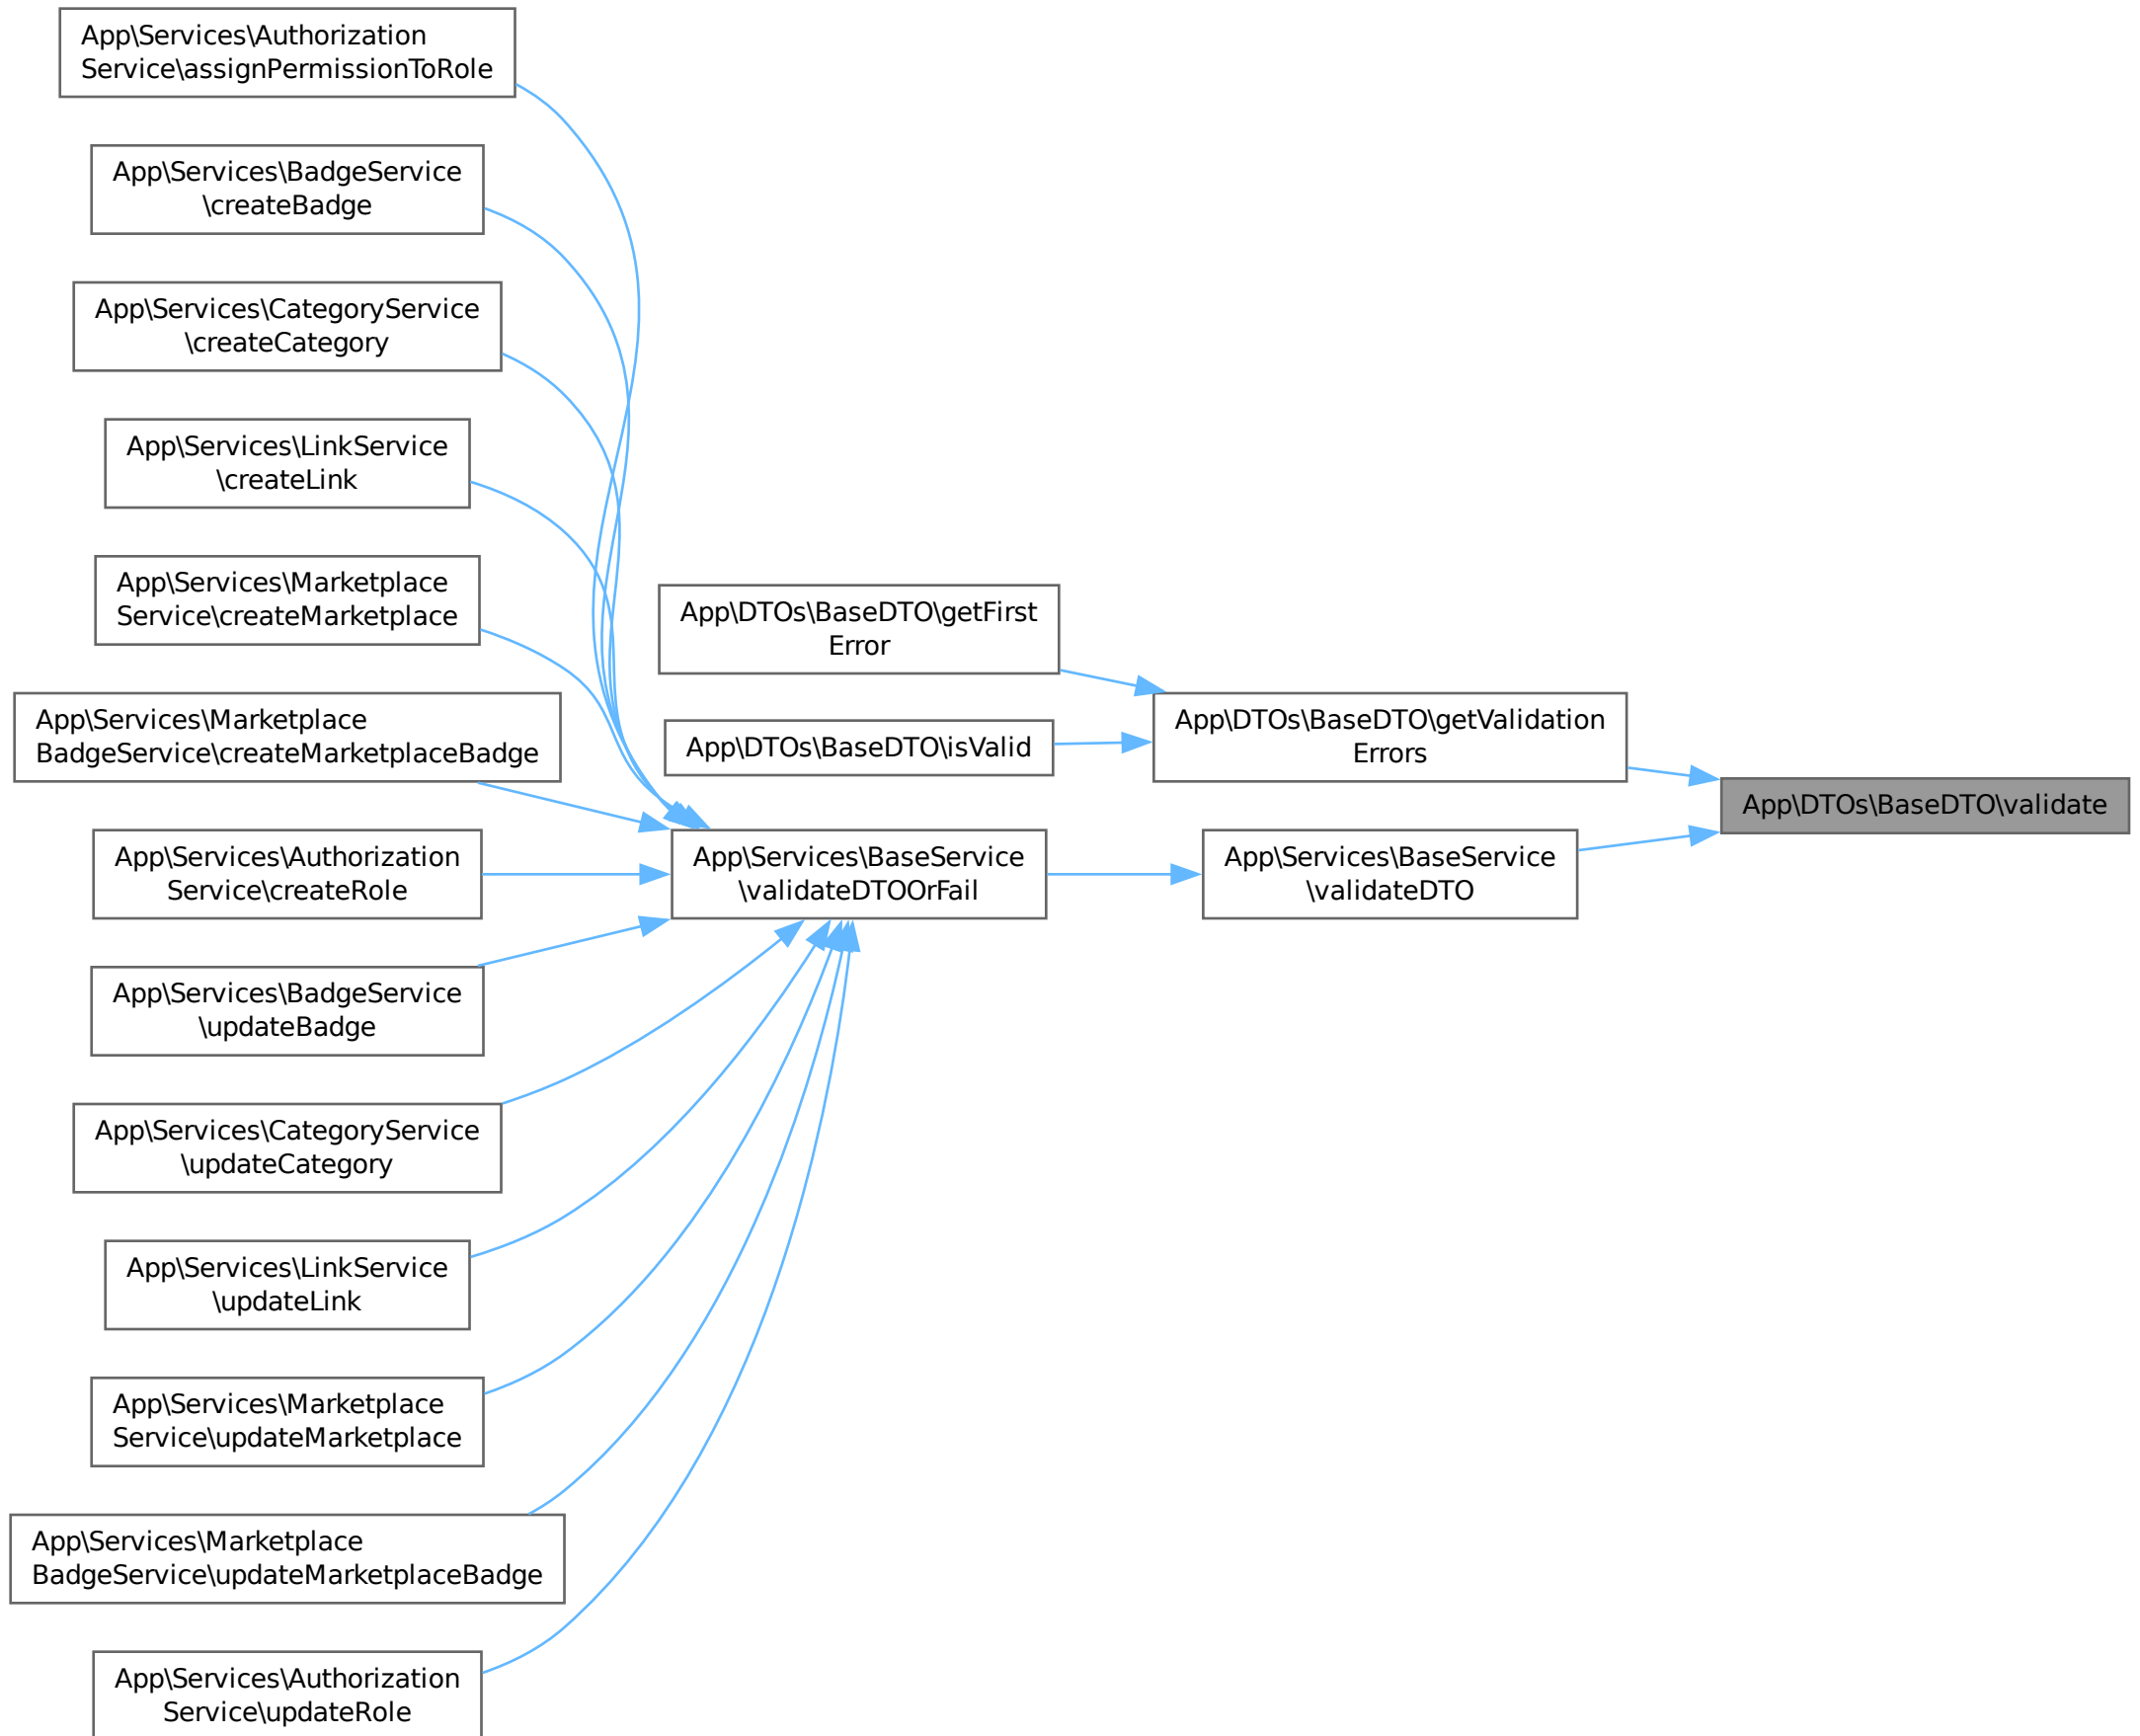 App\Services\Authorization
Service\assignPermissionToRole
App\Services\BadgeService
\createBadge
App\Services\CategoryService
\createCategory
App\Services\LinkService
\createLink
App\Services\Marketplace
Service\createMarketplace
App\Services\Marketplace
BadgeService\createMarketplaceBadge
App\Services\Authorization
Service\createRole
App\Services\BadgeService
\updateBadge
App\Services\CategoryService
\updateCategory
App\Services\LinkService
\updateLink
App\Services\Marketplace
Service\updateMarketplace
App\Services\Marketplace
BadgeService\updateMarketplaceBadge
App\Services\Authorization
Service\updateRole
App\DTOs\BaseDTO\getFirst
Error
App\DTOs\BaseDTO\isValid
App\Services\BaseService
\validateDTOOrFail
App\DTOs\BaseDTO\getValidation
Errors
App\Services\BaseService
\validateDTO
App\DTOs\BaseDTO\validate